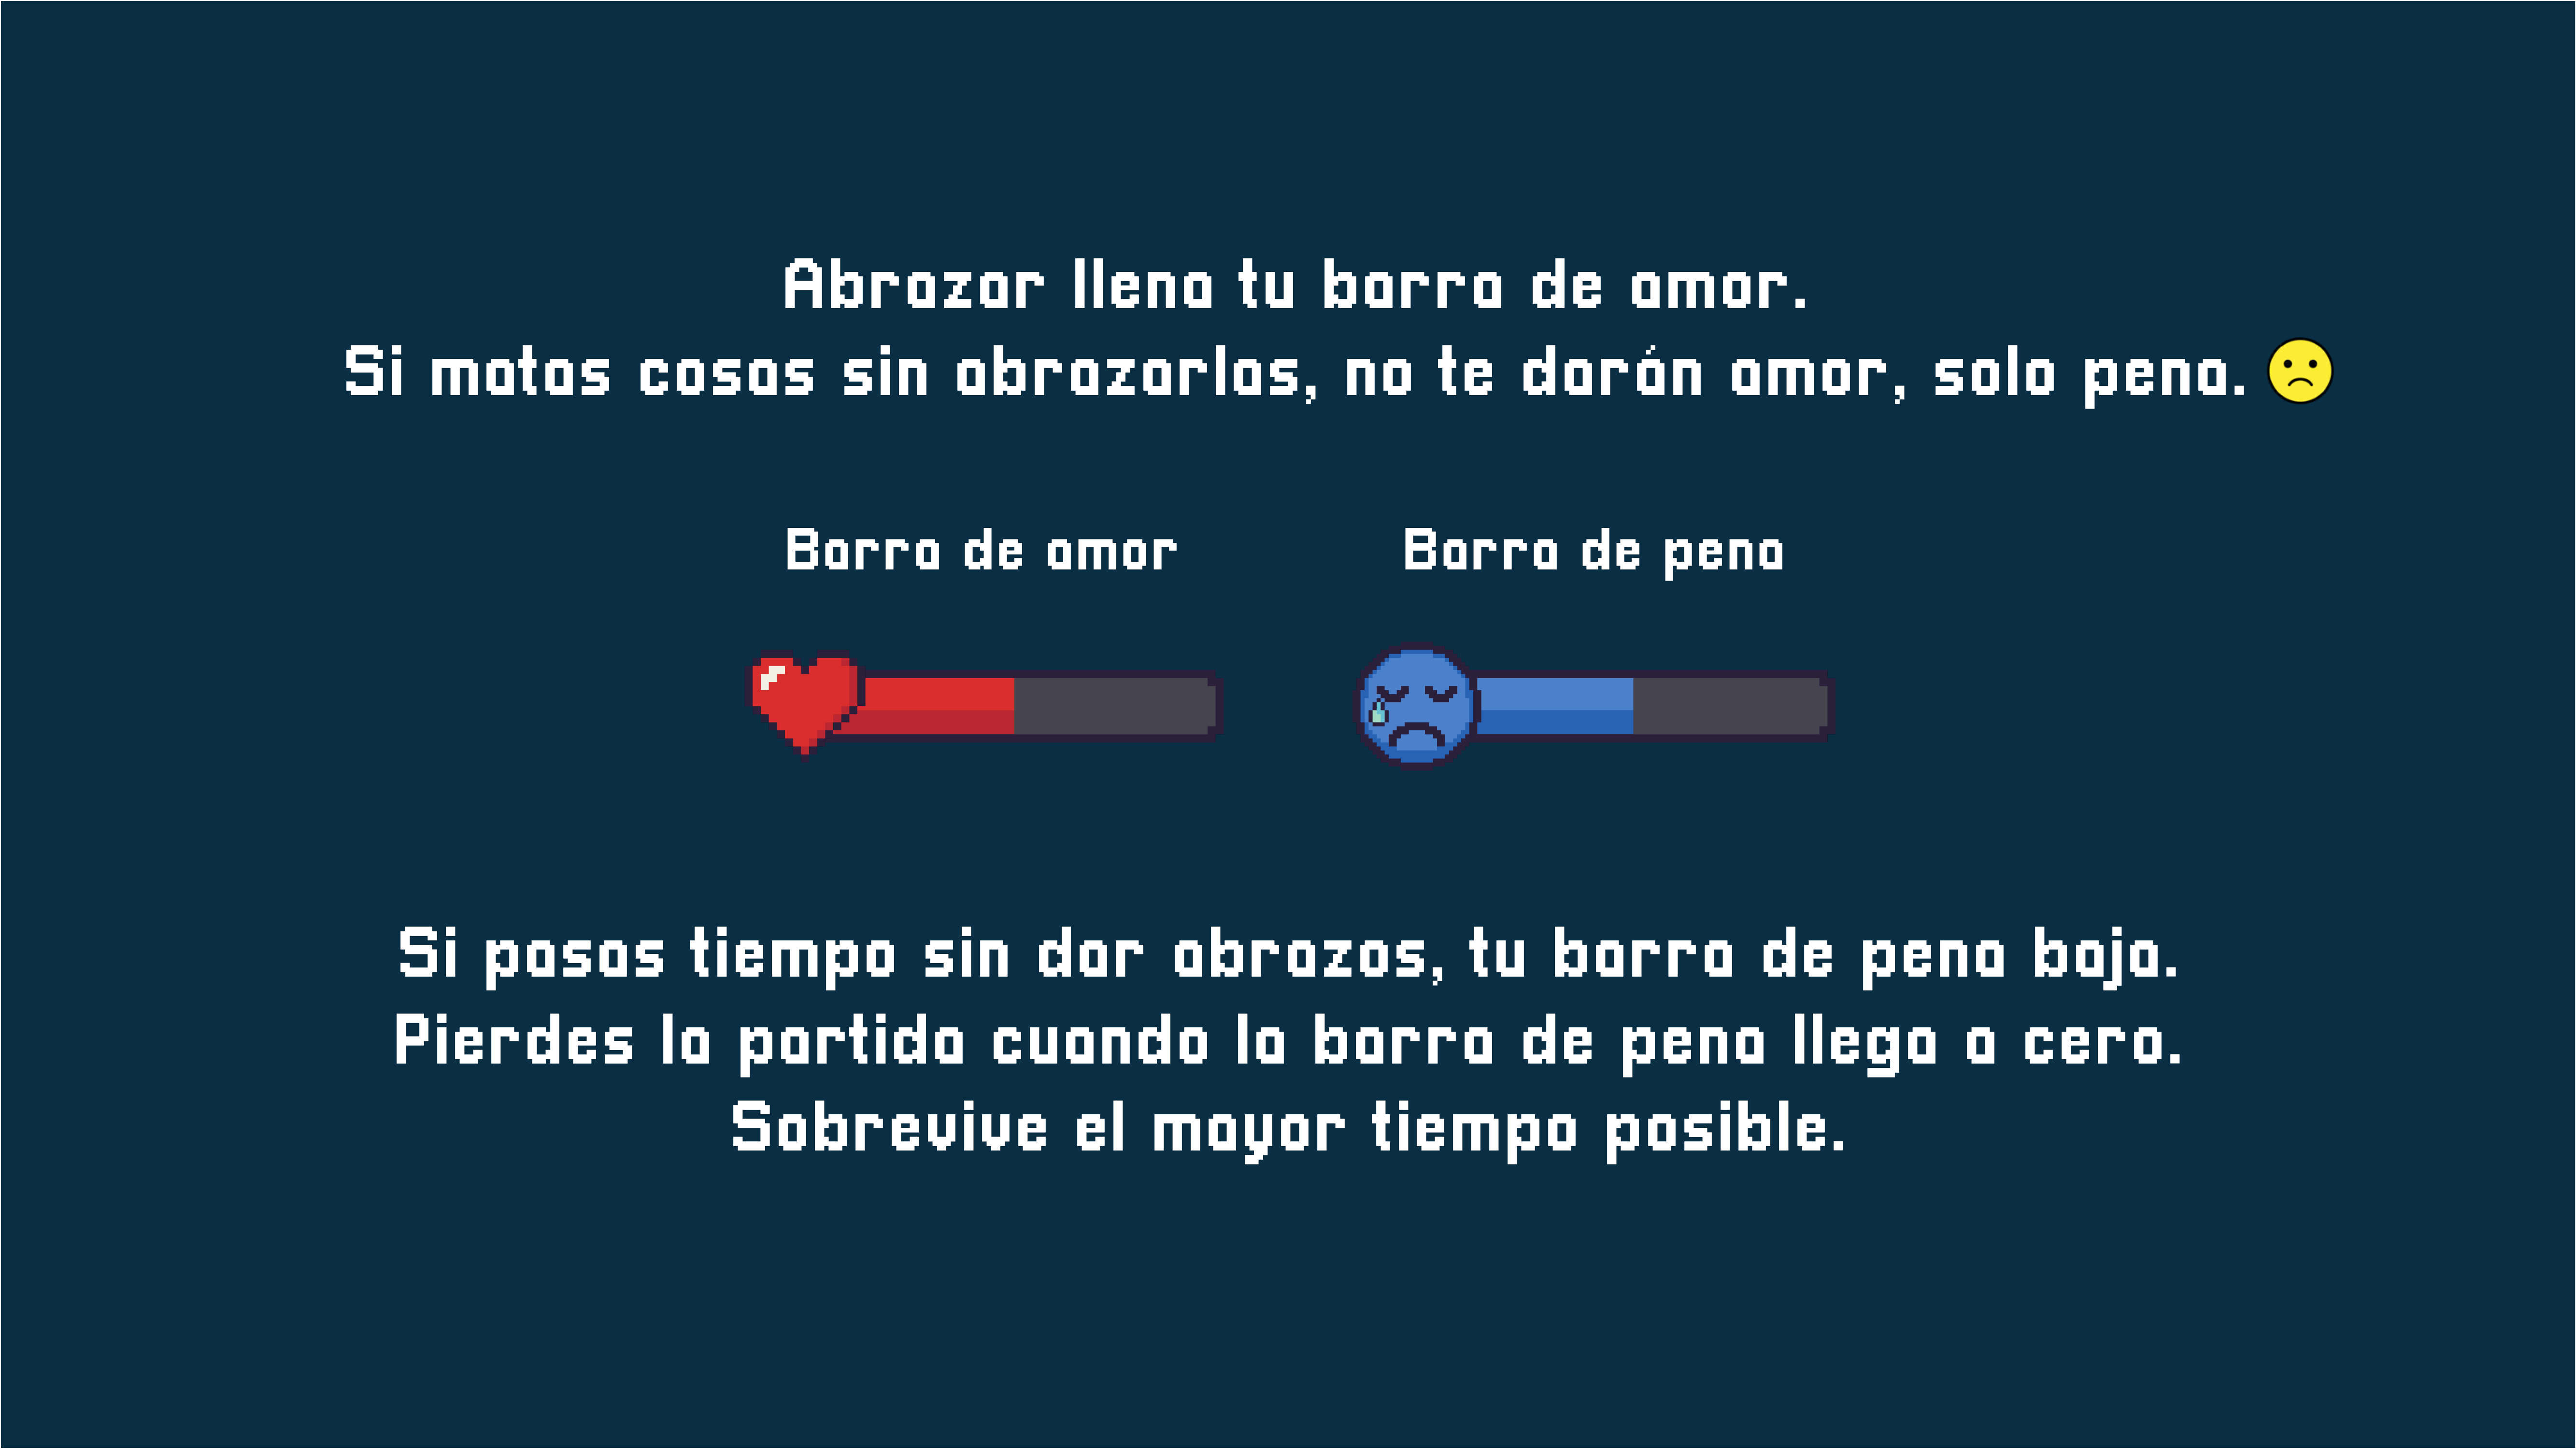 Abrazar llena tu barra de amor.
Si matas cosas sin abrazarlas, no te darán amor, solo pena. 🙁
Barra de amor
Barra de pena
Si pasas tiempo sin dar abrazos, tu barra de pena baja.
Pierdes la partida cuando la barra de pena llega a cero.
Sobrevive el mayor tiempo posible.